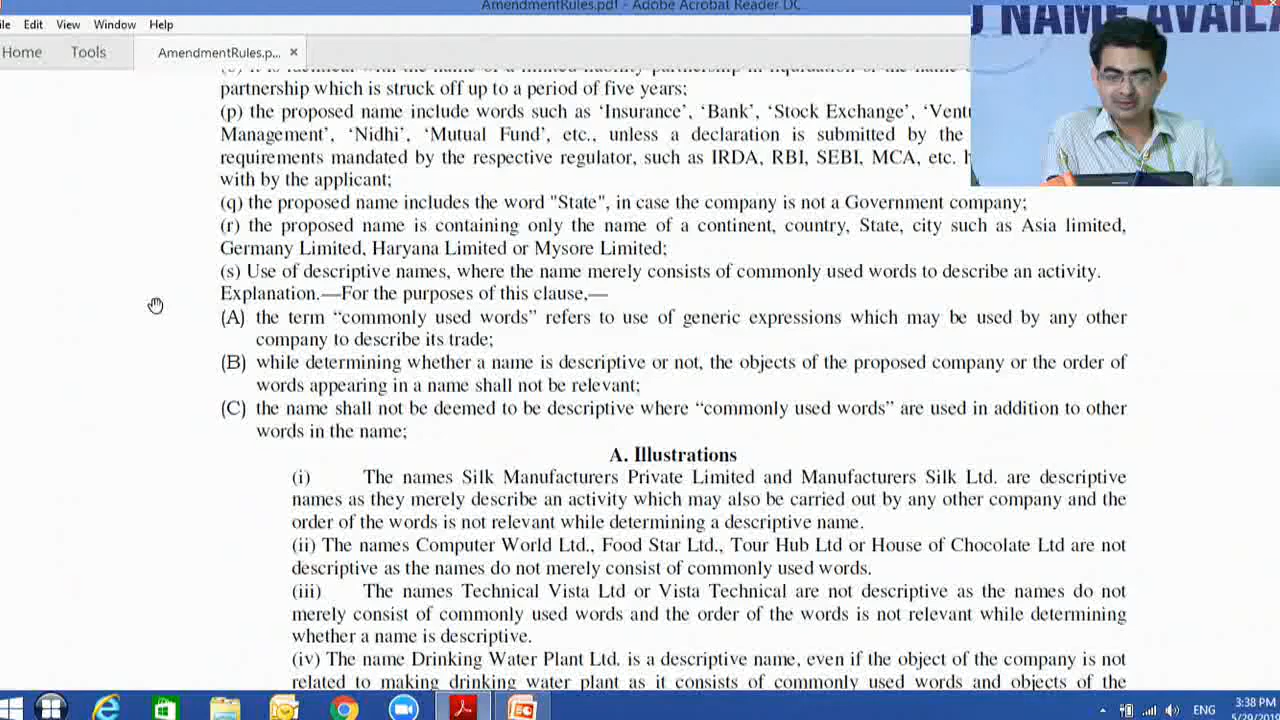 AmendmentRules.pdf - Adobe Acrobat Reader DC
File Edit View Window Help
Home Tools AmendmentRules.p... ×
NAME AVAILA
partnership which is struck off up to a period of five years;
(p) the proposed name include words such as ‘Insurance’, ‘Bank’, ‘Stock Exchange’,
Management’, ‘Nidhi’, ‘Mutual Fund’, etc., unless a declaration is submitted by the
requirements mandated by the respective regulator, such as IRDA, RBI, SEBI, MCA, etc.
with by the applicant;
(q) the proposed name includes the word "State", in case the company is not a Government company;
(r) the proposed name is containing only the name of a continent, country, State, city such as Asia limited,
Germany Limited, Haryana Limited or Mysore Limited;
(s) Use of descriptive names, where the name merely consists of commonly used words to describe an activity.
Explanation.—For the purposes of this clause,—
(A) the term “commonly used words” refers to use of generic expressions which may be used by any other
company to describe its trade;
(B) while determining whether a name is descriptive or not, the objects of the proposed company or the order of
words appearing in a name shall not be relevant;
(C) the name shall not be deemed to be descriptive where “commonly used words” are used in addition to other
words in the name;
A. Illustrations
(i) The names Silk Manufacturers Private Limited and Manufacturers Silk Ltd. are descriptive
names as they merely describe an activity which may also be carried out by any other company and the
order of the words is not relevant while determining a descriptive name.
(ii) The names Computer World Ltd., Food Star Ltd., Tour Hub Ltd or House of Chocolate Ltd are not
descriptive as the names do not merely consist of commonly used words.
(iii) The names Technical Vista Ltd or Vista Technical are not descriptive as the names do not
merely consist of commonly used words and the order of the words is not relevant while determining
whether a name is descriptive.
(iv) The name Drinking Water Plant Ltd. is a descriptive name, even if the object of the company is not
related to making drinking water plant as it consists of commonly used words and objects of the
ENG
3:38 PM